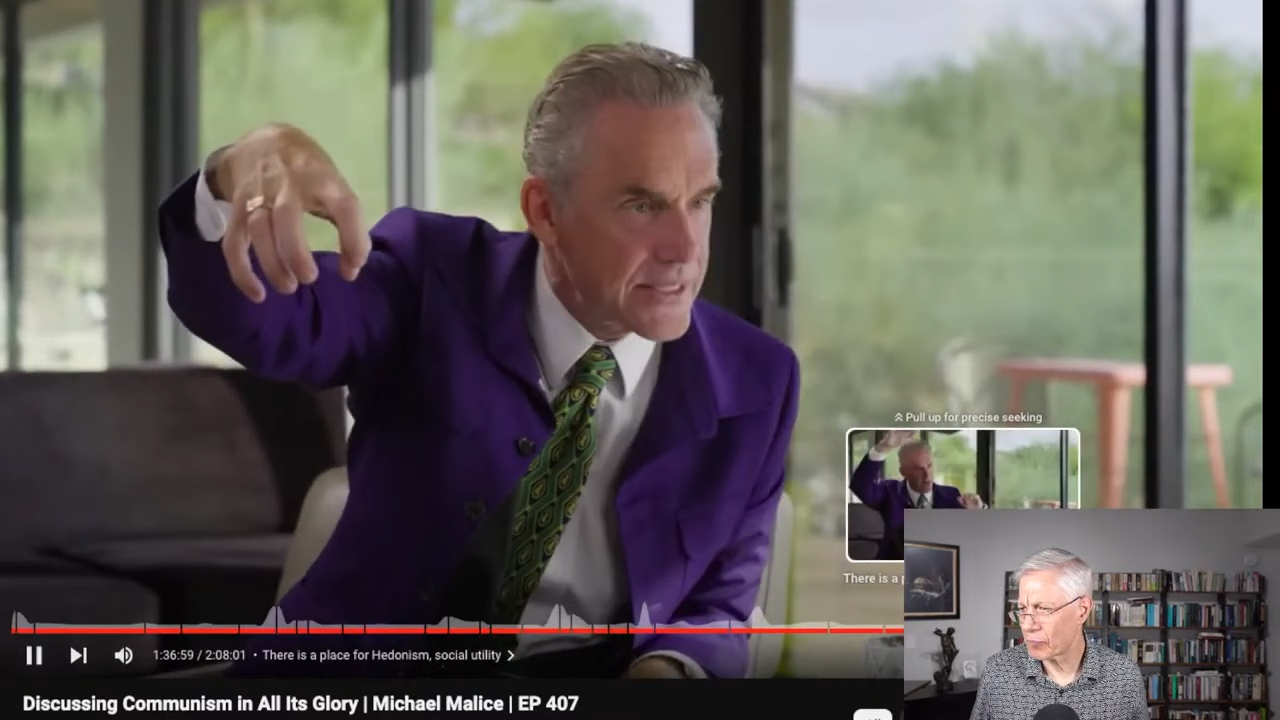 Pull up for precise seeking
There is a
1:36:59 / 2:08:01 • There is a place for Hedonism, social utility
Discussing Communism in All Its Glory | Michael Malice | EP 407